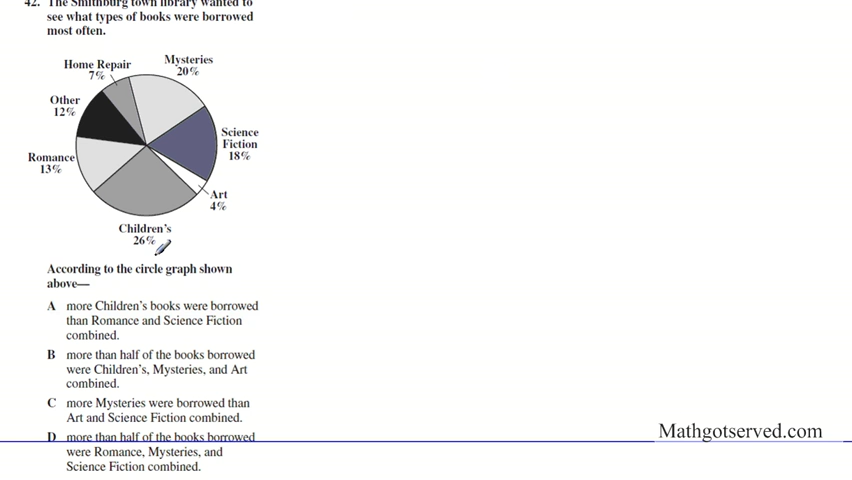 42. The Smithburg town library wanted to
see what types of books were borrowed
most often.
Home Repair
7%
Mysteries
20%
Other
12%
Science
Fiction
18%
Romance
13%
Art
4%
Children's
26%
According to the circle graph shown
above—
A more Children's books were borrowed
than Romance and Science Fiction
combined.
B more than half of the books borrowed
were Children's, Mysteries, and Art
combined.
C more Mysteries were borrowed than
Art and Science Fiction combined.
D more than half of the books borrowed
were Romance, Mysteries, and
Science Fiction combined.
Mathgotserved.com